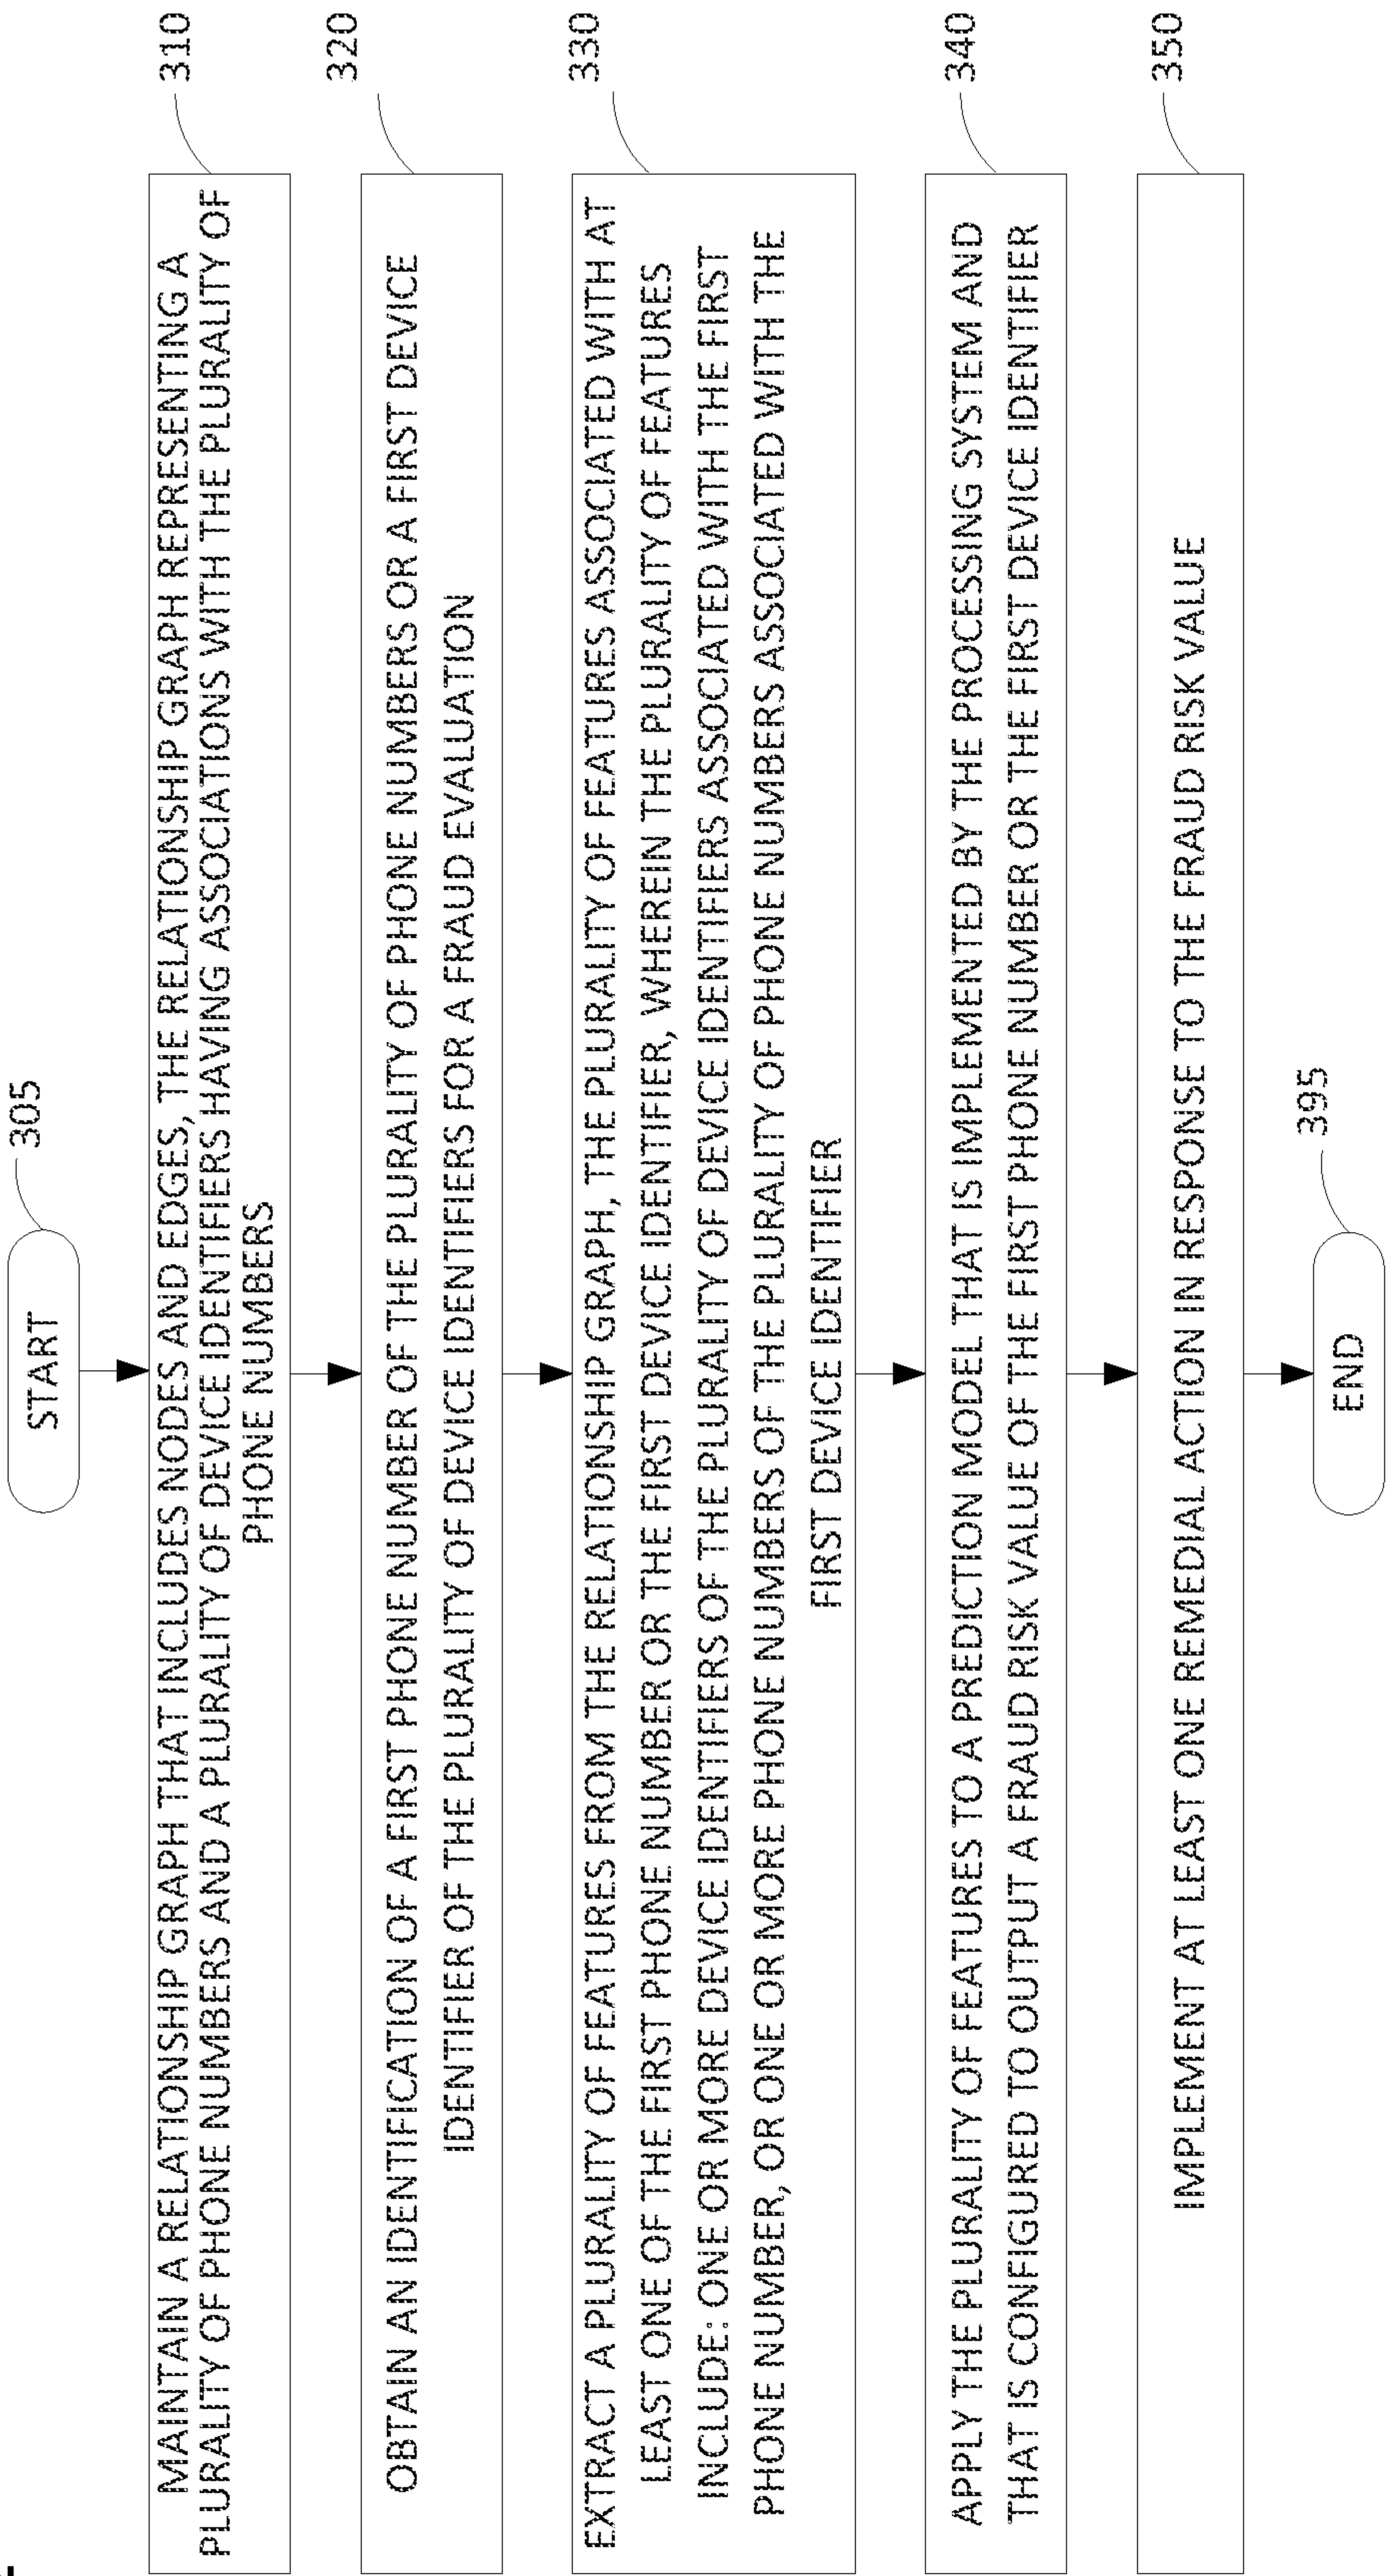 START
305
MAINTAIN A RELATIONSHIP GRAPH THAT INCLUDES NODES AND EDGES, THE RELATIONSHIP GRAPH REPRESENTING A
PLURALITY OF PHONE NUMBERS AND A PLURALITY OF DEVICE IDENTIFIERS HAVING ASSOCIATIONS WITH THE PLURALITY OF
PHONE NUMBERS
310
OBTAIN AN IDENTIFICATION OF A FIRST PHONE NUMBER OF THE PLURALITY OF PHONE NUMBERS OR A FIRST DEVICE
IDENTIFIER OF THE PLURALITY OF DEVICE IDENTIFIERS FOR A FRAUD EVALUATION
320
EXTRACT A PLURALITY OF FEATURES FROM THE RELATIONSHIP GRAPH, THE PLURALITY OF FEATURES ASSOCIATED WITH AT
LEAST ONE OF THE FIRST PHONE NUMBER OR THE FIRST DEVICE IDENTIFIER, WHEREIN THE PLURALITY OF FEATURES
INCLUDE: ONE OR MORE DEVICE IDENTIFIERS OF THE PLURALITY OF DEVICE IDENTIFIERS ASSOCIATED WITH THE FIRST
PHONE NUMBER, OR ONE OR MORE PHONE NUMBERS OF THE PLURALITY OF PHONE NUMBERS ASSOCIATED WITH THE
FIRST DEVICE IDENTIFIER
330
APPLY THE PLURALITY OF FEATURES TO A PREDICTION MODEL THAT IS IMPLEMENTED BY THE PROCESSING SYSTEM AND
THAT IS CONFIGURED TO OUTPUT A FRAUD RISK VALUE OF THE FIRST PHONE NUMBER OR THE FIRST DEVICE IDENTIFIER
340
IMPLEMENT AT LEAST ONE REMEDIAL ACTION IN RESPONSE TO THE FRAUD RISK VALUE
350
END
395